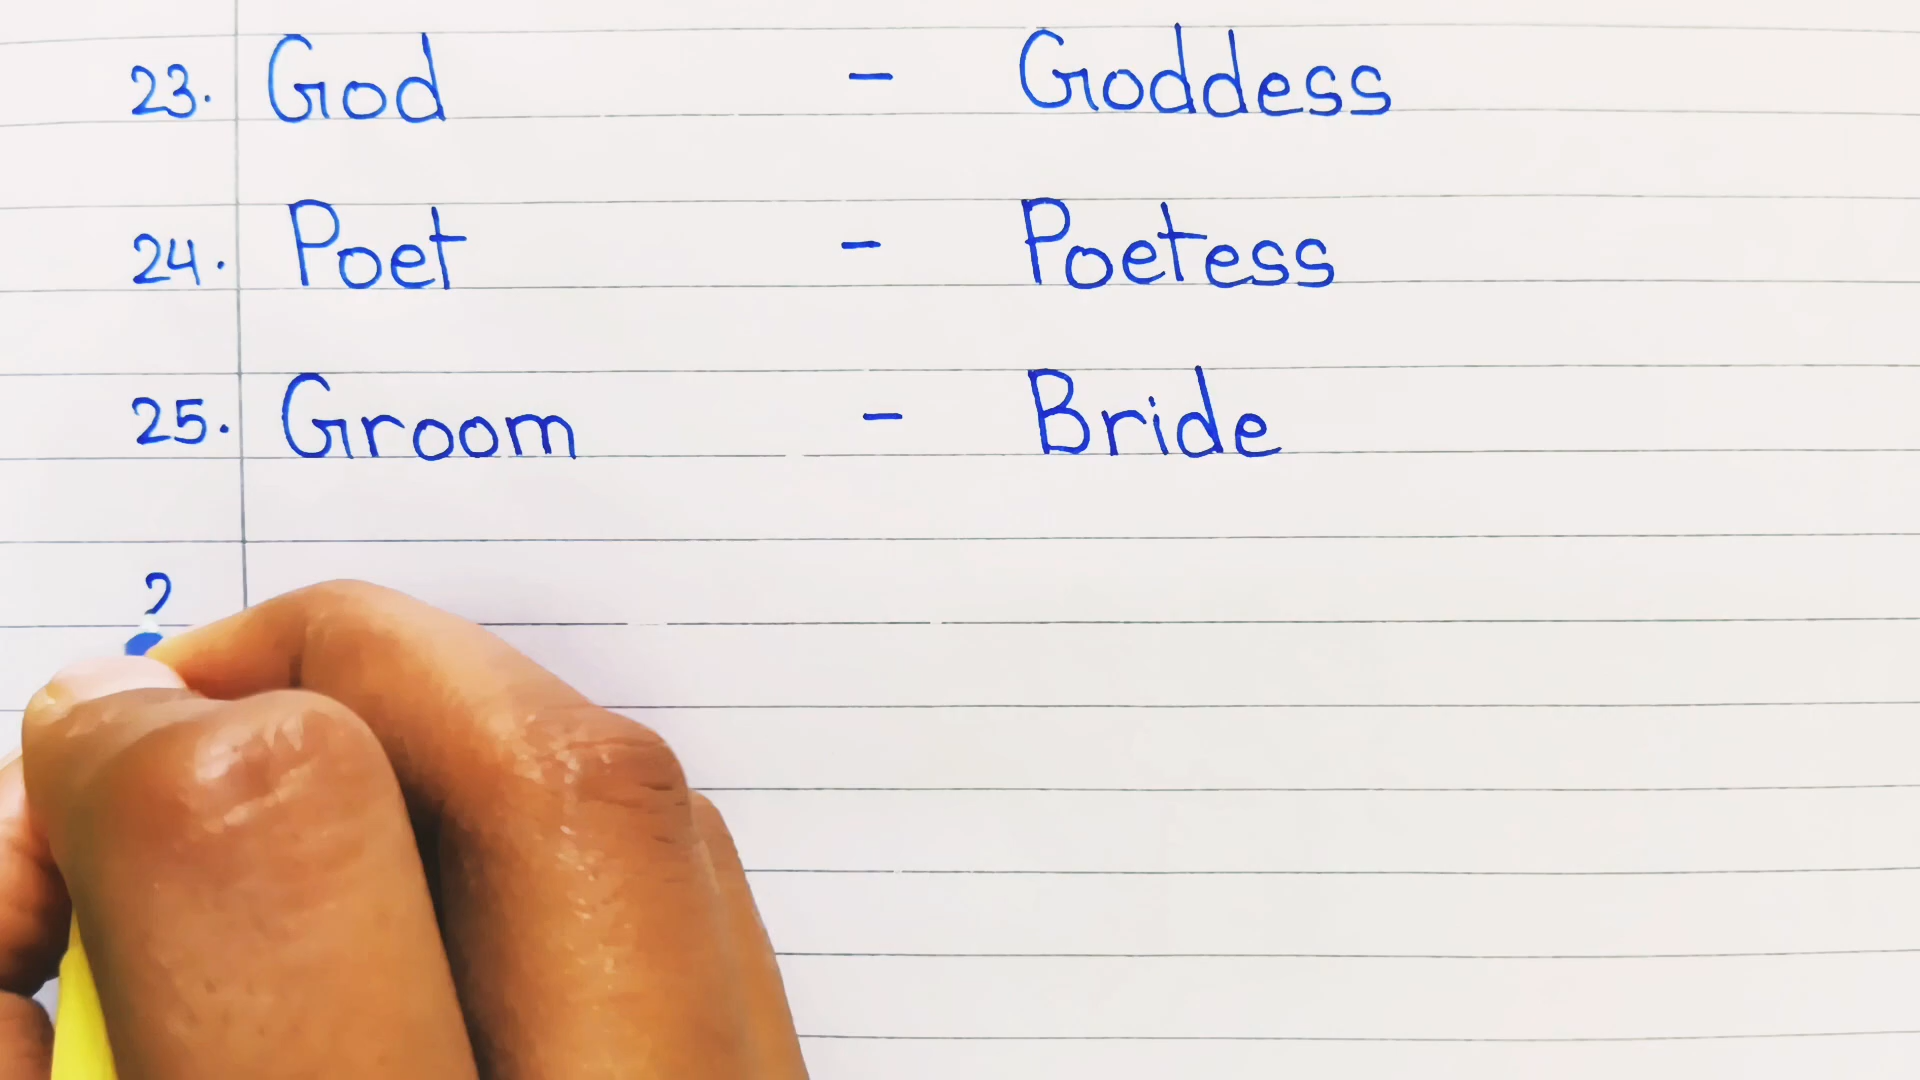 23. God - Goddess
24. Poet - Poetess
25. Groom - Bride
2